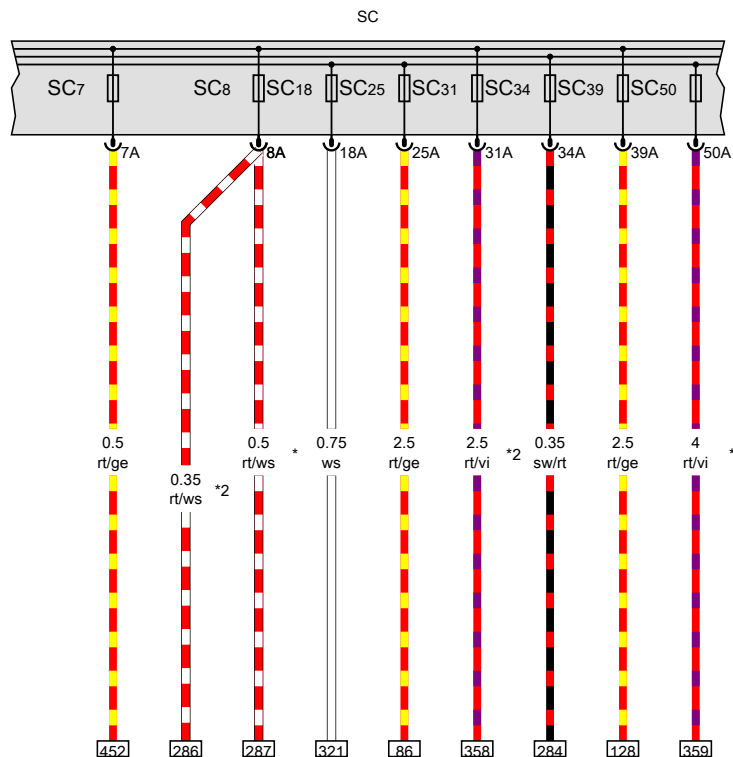 SC
SC7 SC8 SC18 SC25 SC31 SC34 SC39 SC50
7A 8A 18A 25A 31A 34A 39A 50A
0.5 0.5 0.75 2.5 2.5 0.35 2.5 4
rt/ge rt/ws * ws rt/ge rt/vi *2 sw/rt rt/ge rt/vi *
0.35
rt/ws *2
452 286 287 321 86 358 284 128 359